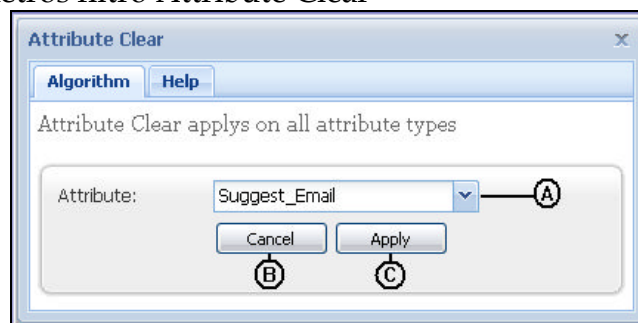 Attribute Clear
Algorithm Help
Attribute Clear applys on all attribute types
Attribute: Suggest_Email A
Cancel Apply
B C